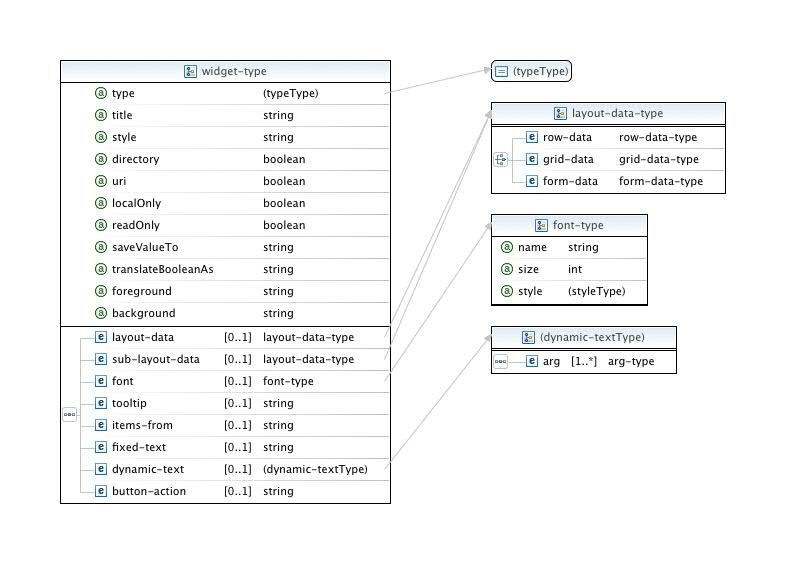 widget-type
type (typeType)
title string
style string
directory boolean
uri boolean
localOnly boolean
readOnly boolean
saveValueTo string
translateBooleanAs string
foreground string
background string
layout-data [0..1] layout-data-type
sub-layout-data [0..1] layout-data-type
font [0..1] font-type
tooltip [0..1] string
items-from [0..1] string
fixed-text [0..1] string
dynamic-text [0..1] (dynamic-textType)
button-action [0..1] string
(typeType)
layout-data-type
row-data row-data-type
grid-data grid-data-type
form-data form-data-type
font-type
name string
size int
style (styleType)
(dynamic-textType)
arg [1..*] arg-type